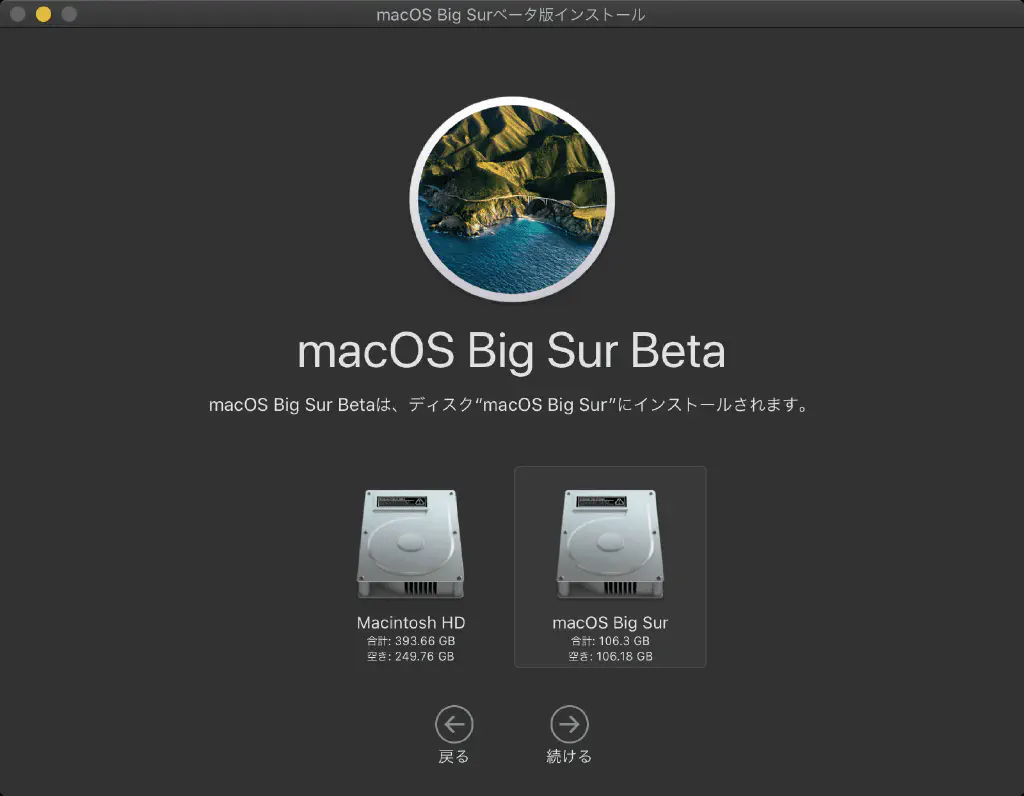 macOS Big Surベータ版インストール
macOS Big Sur Beta
macOS Big Sur Betaは、ディスク“macOS Big Sur”にインストールされます。
Macintosh HD
合計: 393.66 GB
空き: 249.76 GB
macOS Big Sur
合計: 106.3 GB
空き: 106.18 GB
戻る
続ける